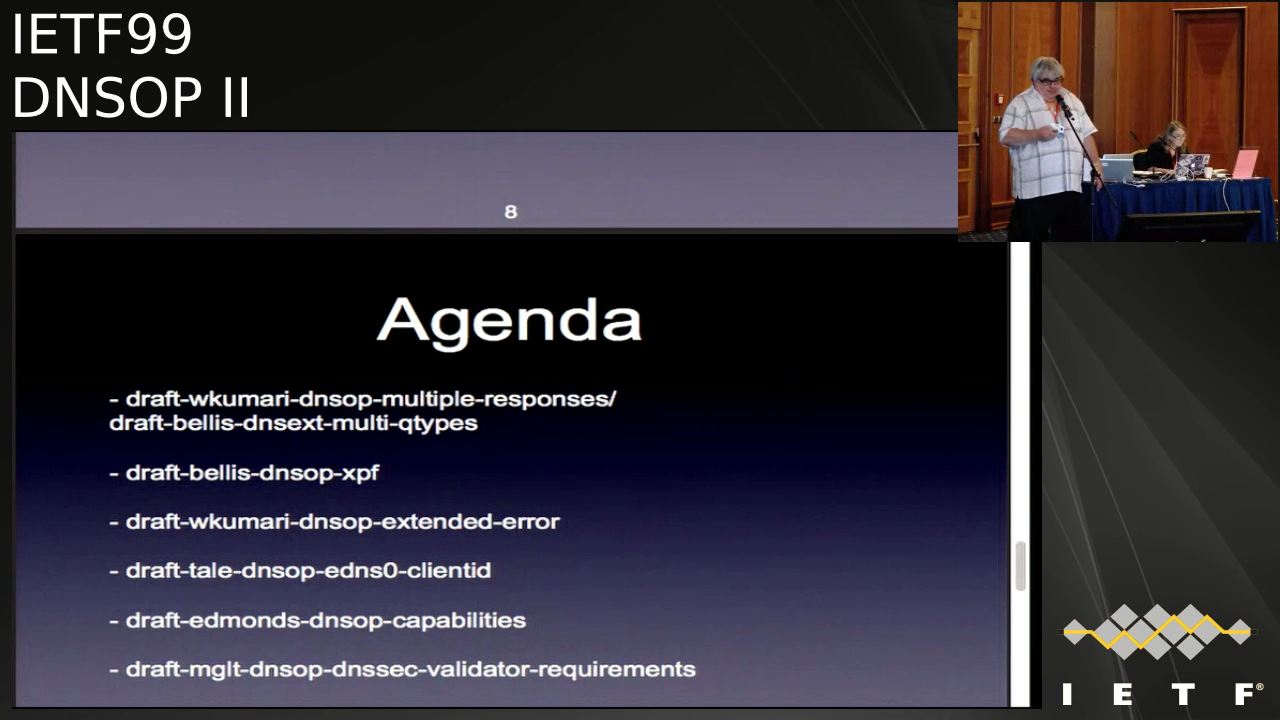 IETF99
DNSOP II
8
Agenda
- draft-wkumari-dnsop-multiple-responses/
draft-bellis-dnsext-multi-qtypes
- draft-bellis-dnsop-xpf
- draft-wkumari-dnsop-extended-error
- draft-tale-dnsop-edns0-clientid
- draft-edmonds-dnsop-capabilities
- draft-mglt-dnsop-dnssec-validator-requirements
I E T F®